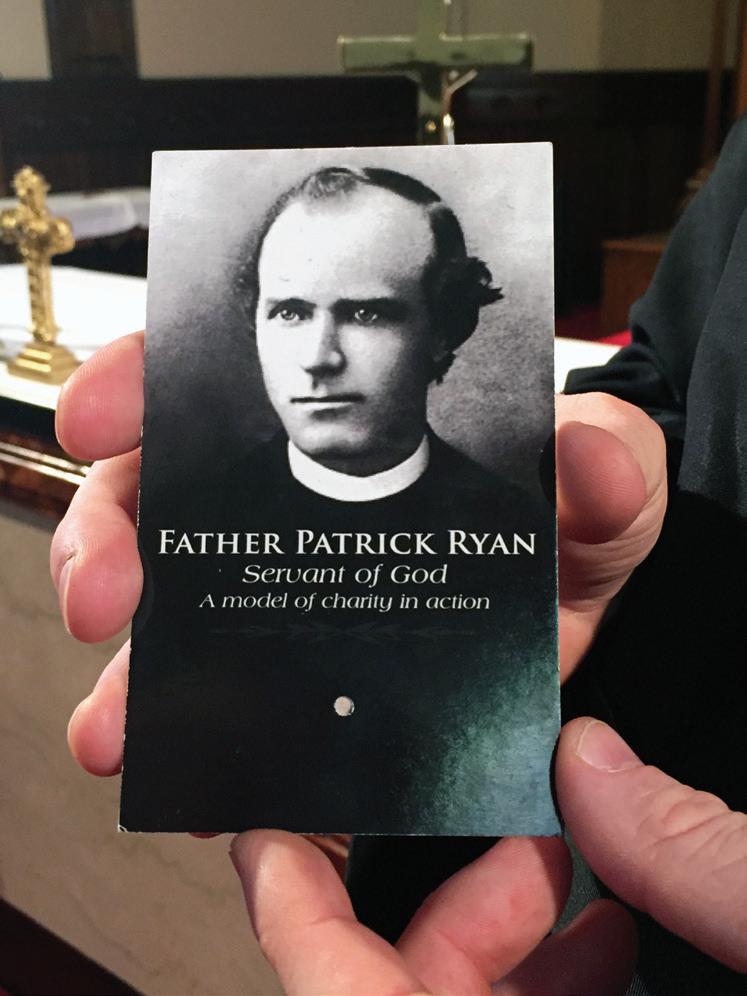 FATHER PATRICK RYAN
Servant of God
A model of charity in action